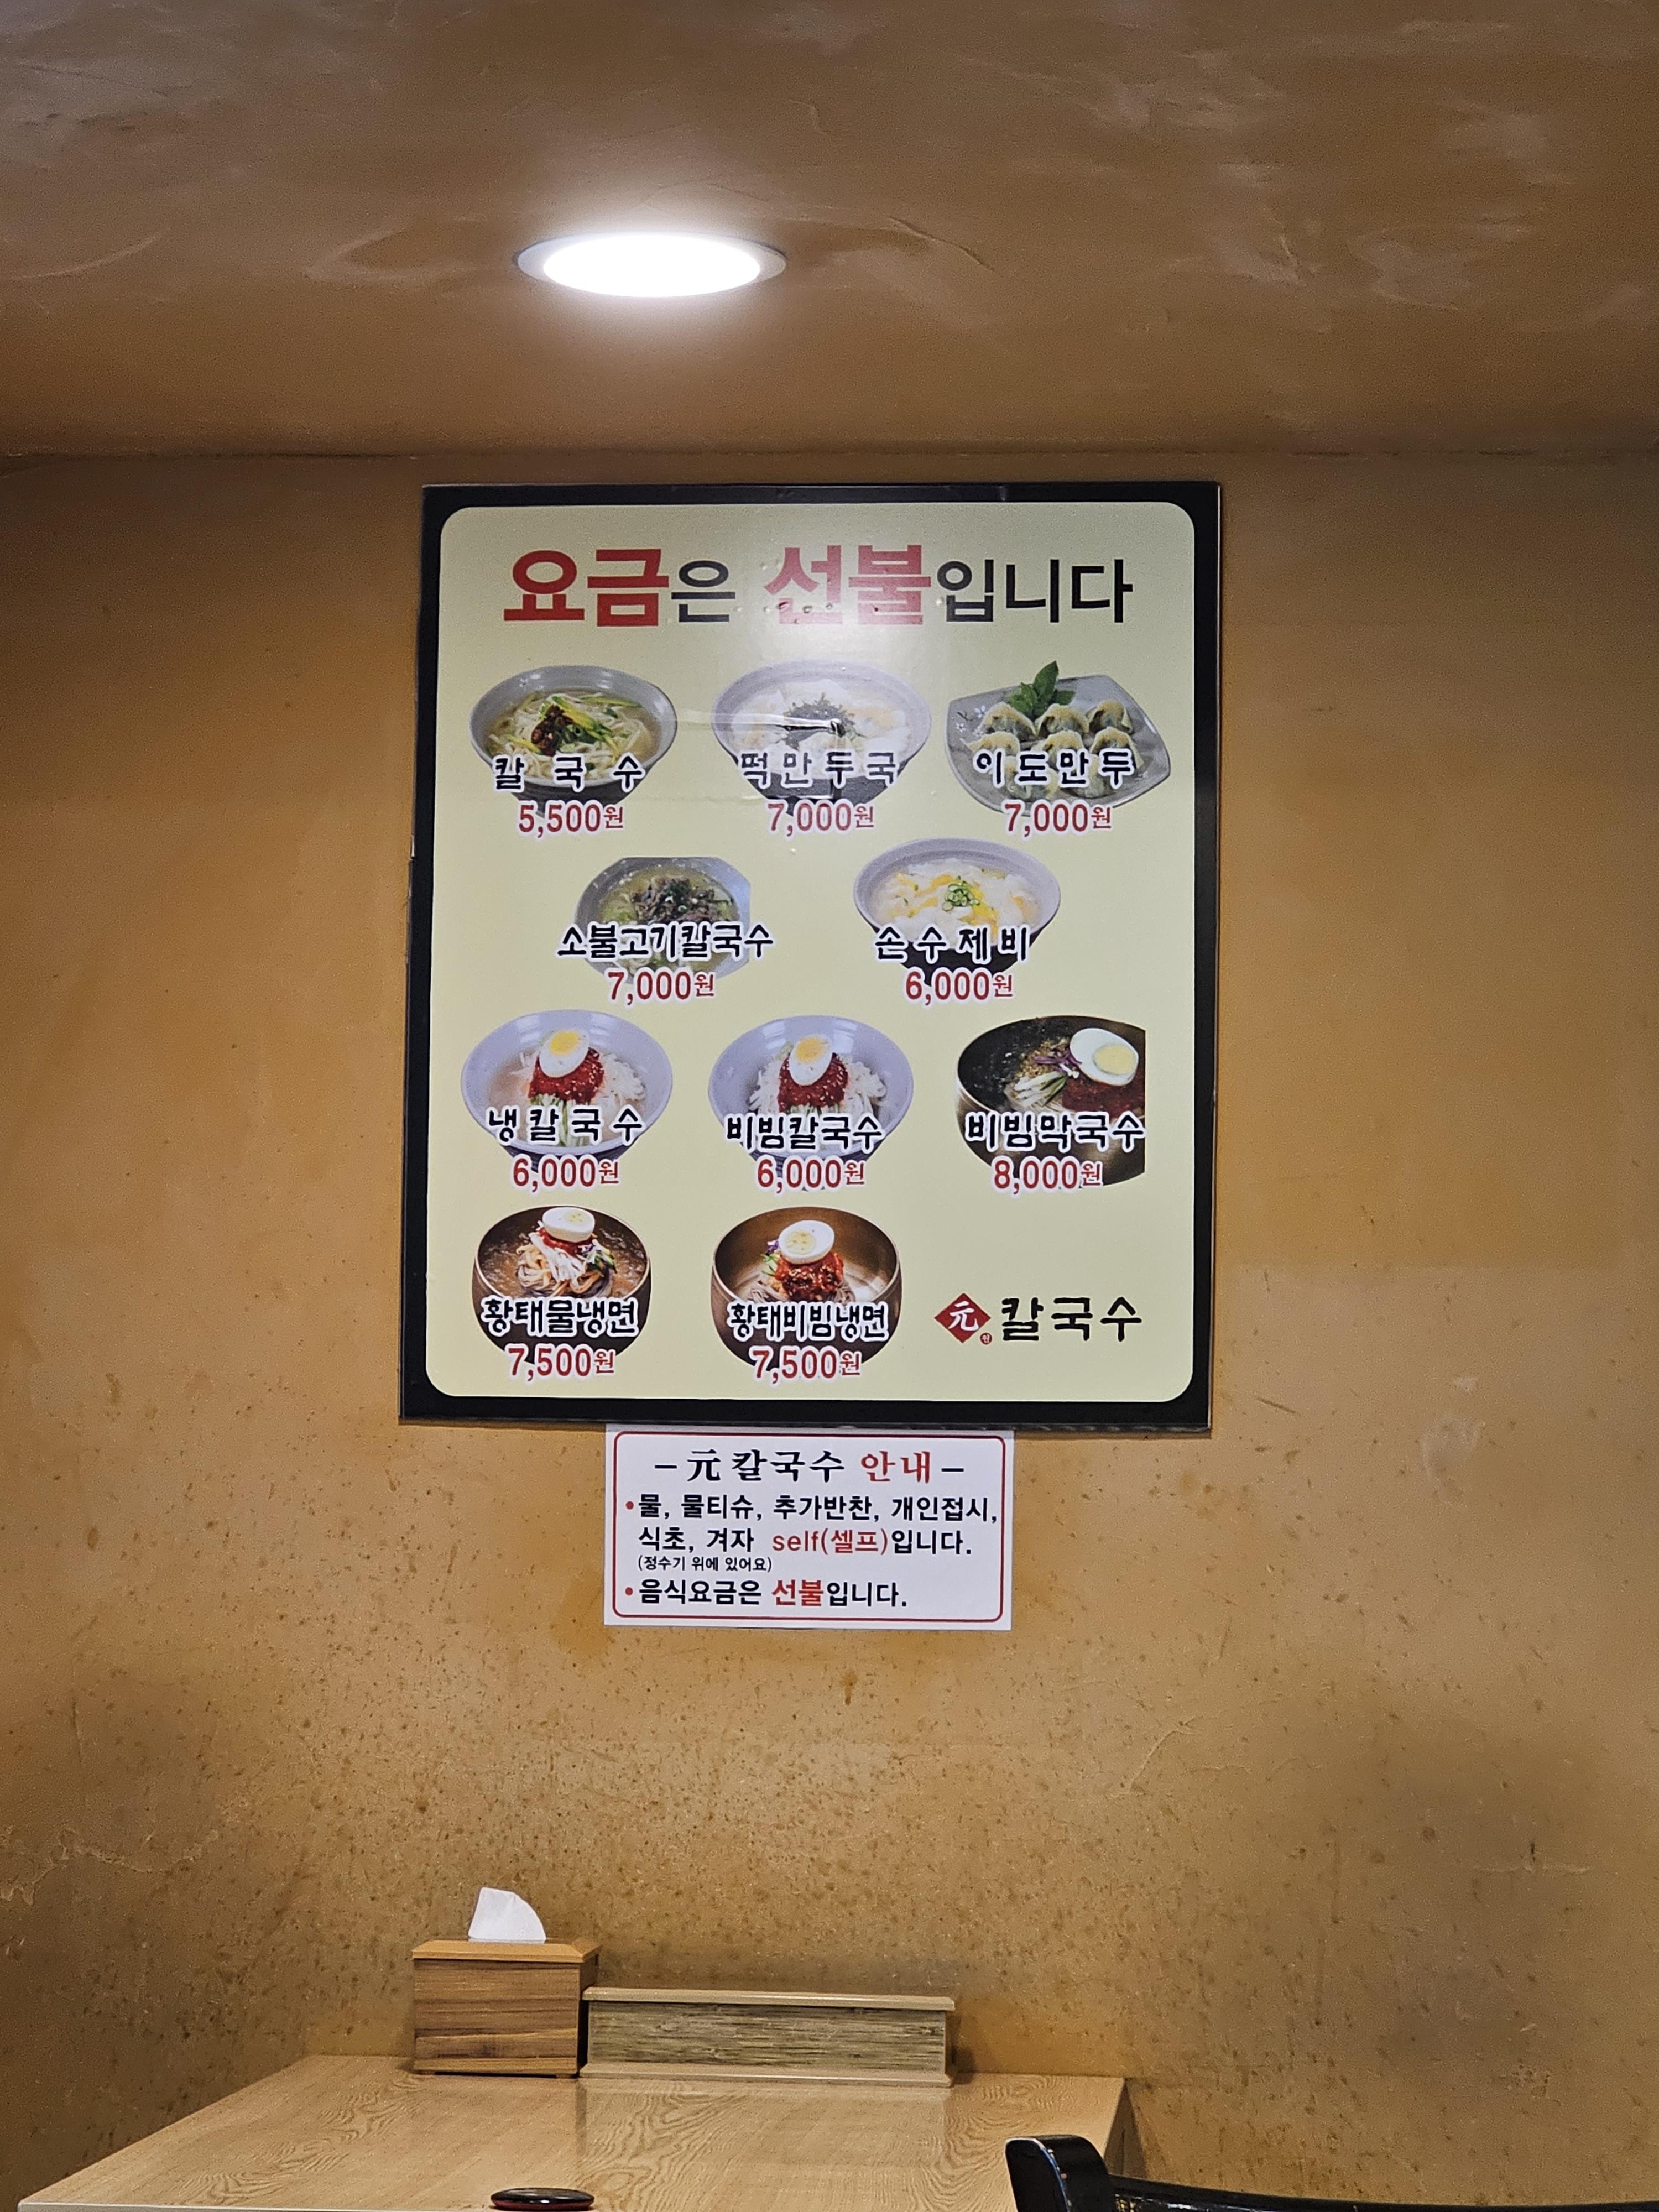 요금은 선불입니다
칼국수 떡만두국 이도만두
5,500원 7,000원 7,000원
소불고기칼국수 손수제비
7,000원 6,000원
냉칼국수 비빔칼국수 비빔막국수
6,000원 6,000원 8,000원
황태물냉면 황태비빔냉면
7,500원 7,500원
元 원 칼국수
–元칼국수 안내–
•물, 물티슈, 추가반찬, 개인접시,
식초, 겨자 self(셀프)입니다.
(정수기 위에 있어요)
•음식요금은 선불입니다.